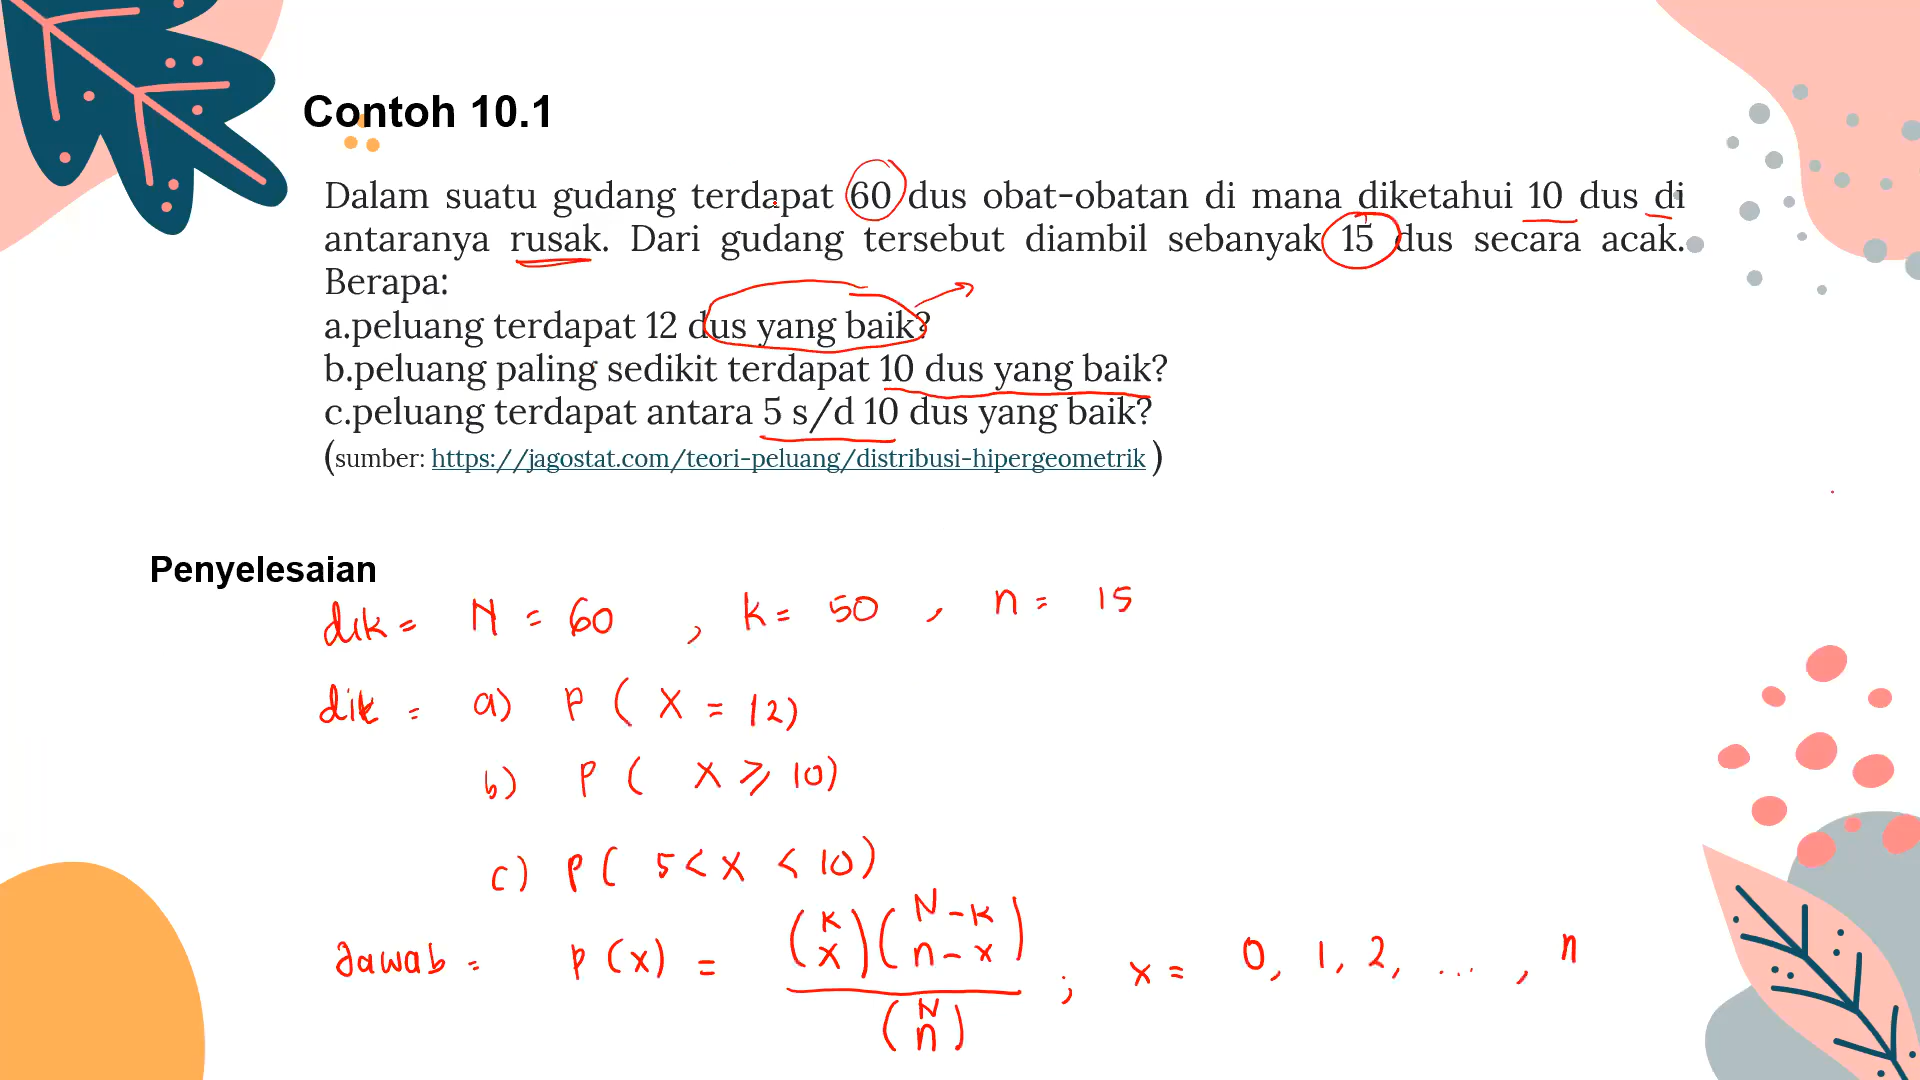 Contoh 10.1
Dalam suatu gudang terdapat 60 dus obat-obatan di mana diketahui 10 dus di
antaranya rusak. Dari gudang tersebut diambil sebanyak 15 dus secara acak.
Berapa:
a.peluang terdapat 12 dus yang baik?
b.peluang paling sedikit terdapat 10 dus yang baik?
c.peluang terdapat antara 5 s/d 10 dus yang baik?
(sumber: https://jagostat.com/teori-peluang/distribusi-hipergeometrik )
Penyelesaian
dik = N = 60 , k = 50 , n = 15
dik = a) P ( X = 12)
b) P ( X ≥ 10)
c) P ( 5 < X < 10)
Jawab = P (x) = (K x) (N-K n-x) / (N n) ; x = 0, 1, 2, ... , n